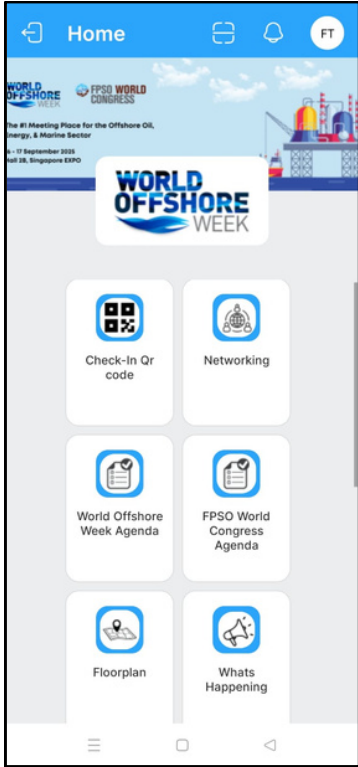 Home
FT
WORLD
OFFSHORE
WEEK
FPSO WORLD
CONGRESS
The #1 Meeting Place for the Offshore Oil,
nergy, & Marine Sector
- 17 September 2025
Hall 2B, Singapore EXPO
WORLD
OFFSHORE
WEEK
Check-In Qr
code
Networking
World Offshore
Week Agenda
FPSO World
Congress
Agenda
Floorplan
Whats
Happening